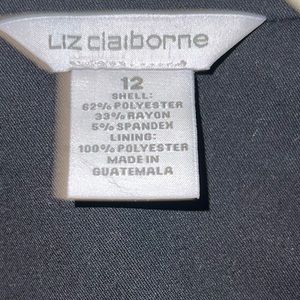 Liz claiborne
12
SHELL:
62% POLYESTER
33% RAYON
5% SPANDEX
LINING:
100% POLYESTER
MADE IN
GUATEMALA